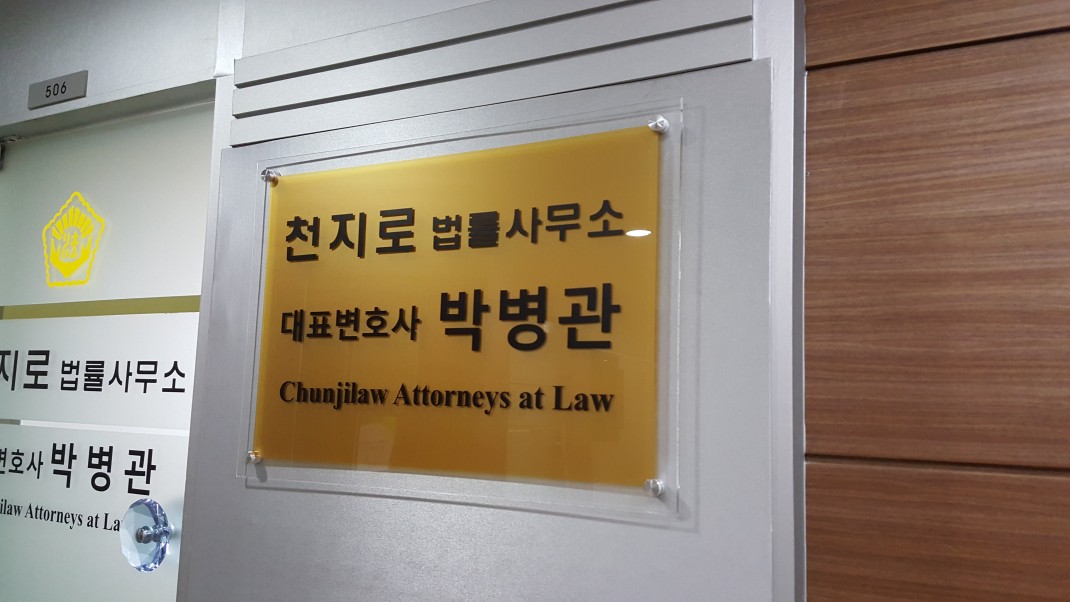 506
지로 법률사무소
변호사 박병관
ilaw Attorneys at La
천지로 법률사무소
대표변호사 박병관
Chunjilaw Attorneys at Law